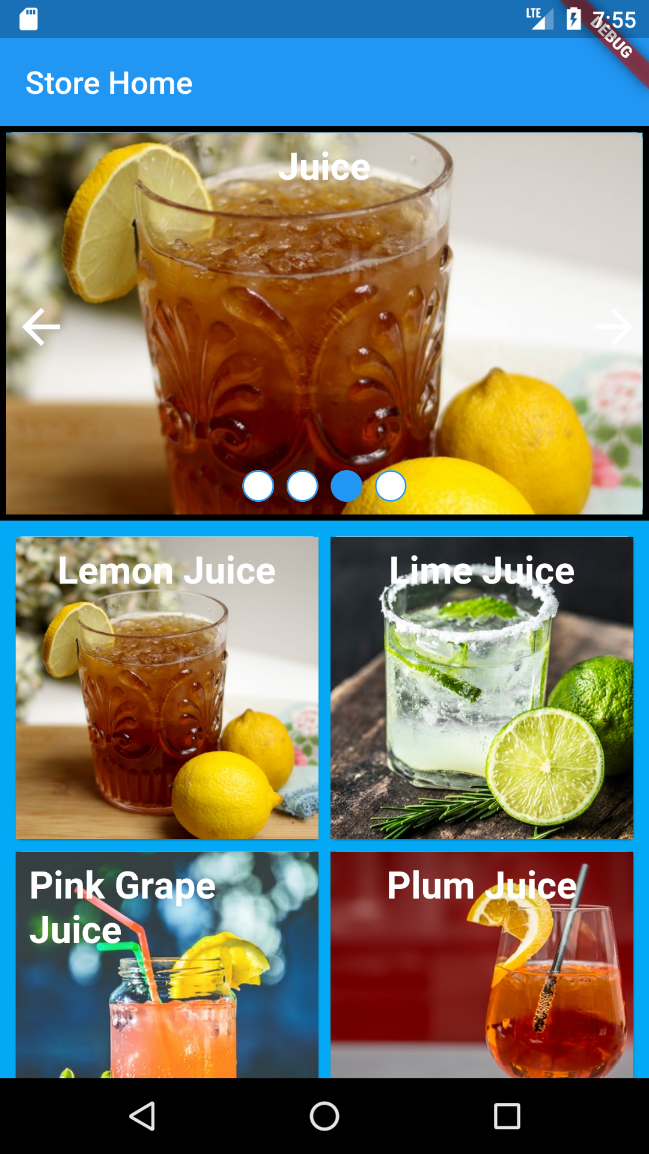 LTE
7:55
DEBUG
Store Home
Juice
Lemon Juice
Lime Juice
Pink Grape
Juice
Plum Juice